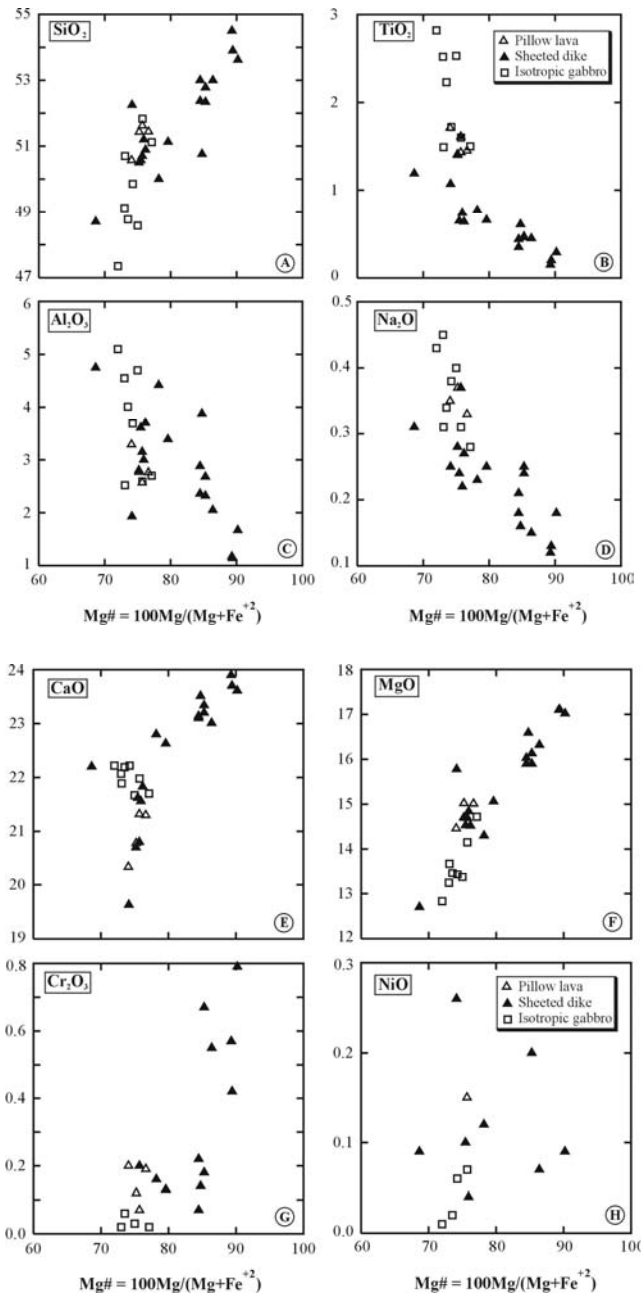 SiO₂
55
53
51
49
47
A
TiO₂
3
2
1
0
B
Pillow lava
Sheeted dike
Isotropic gabbro
Al₂O₃
6
5
4
3
2
1
C
60 70 80 90 100
Mg# = 100Mg/(Mg+Fe⁺²)
Na₂O
0.5
0.4
0.3
0.2
0.1
D
60 70 80 90 100
Mg# = 100Mg/(Mg+Fe⁺²)
CaO
24
23
22
21
20
19
E
MgO
18
17
16
15
14
13
12
F
Cr₂O₃
0.8
0.6
0.4
0.2
0.0
G
60 70 80 90 100
Mg# = 100Mg/(Mg+Fe⁺²)
NiO
0.3
0.2
0.1
0.0
H
Pillow lava
Sheeted dike
Isotropic gabbro
60 70 80 90 100
Mg# = 100Mg/(Mg+Fe⁺²)